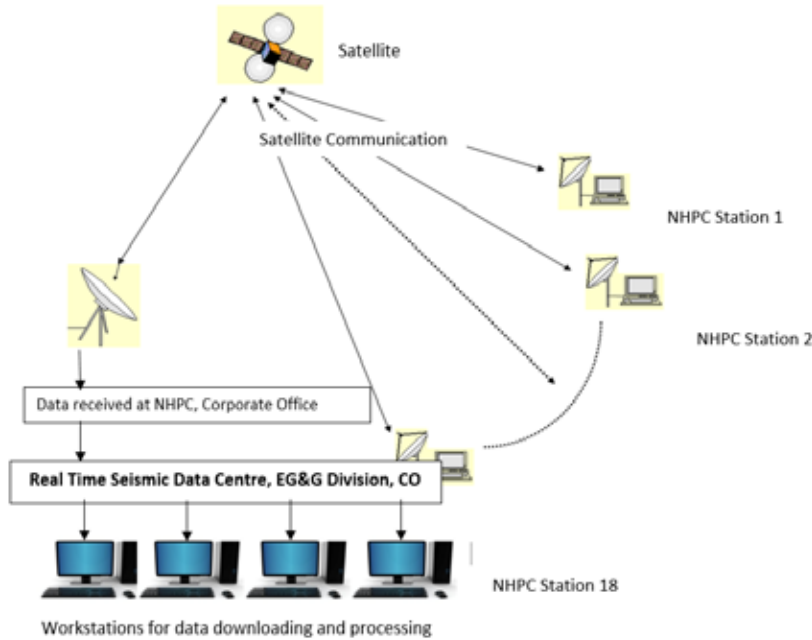 Satellite
Satellite Communication
NHPC Station 1
NHPC Station 2
Data received at NHPC, Corporate Office
Real Time Seismic Data Centre, EG&G Division, CO
NHPC Station 18
Workstations for data downloading and processing